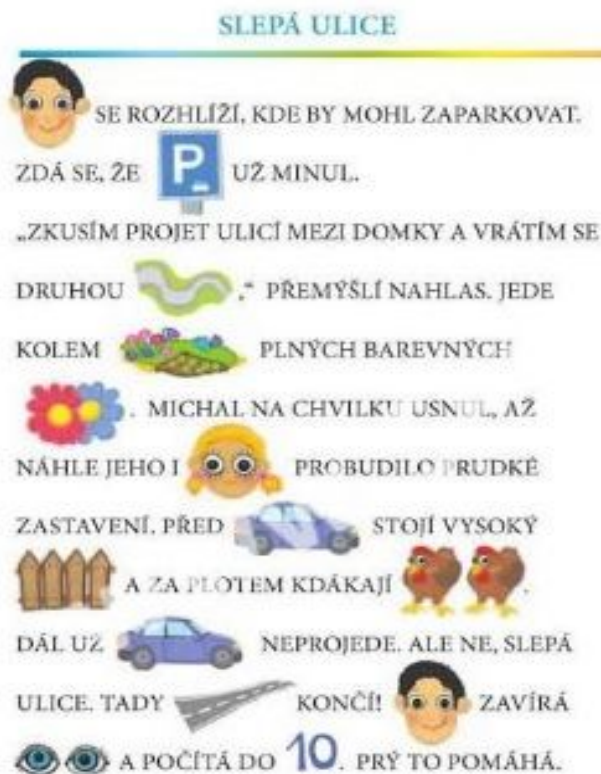 SLEPÁ ULICE
SE ROZHLÍŽÍ, KDE BY MOHL ZAPARKOVAT.
ZDÁ SE, ŽE P UŽ MINUL.
„ZKUSÍM PROJET ULICÍ MEZI DOMKY A VRÁTÍM SE
DRUHOU .“ PŘEMÝŠLÍ NAHLAS. JEDE
KOLEM PLNÝCH BAREVNÝCH
. MICHAL NA CHVILKU USNUL, AŽ
NÁHLE JEHO I PROBUDILO PRUDKÉ
ZASTAVENÍ. PŘED STOJÍ VYSOKÝ
A ZA PLOTEM KDÁKAJÍ .
DÁL UŽ NEPROJEDE. ALE NE, SLEPÁ
ULICE. TADY KONČÍ! ZAVÍRÁ
A POČÍTÁ DO 10. PRÝ TO POMÁHÁ.